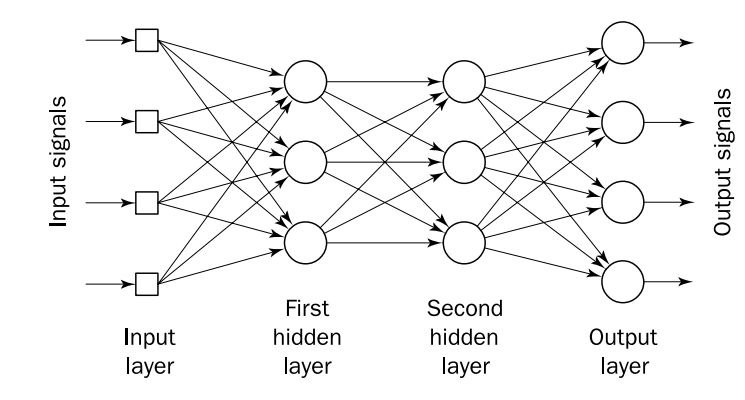 Input signals
First
hidden
layer
Second
hidden
layer
Input
layer
Output
layer
Output signals